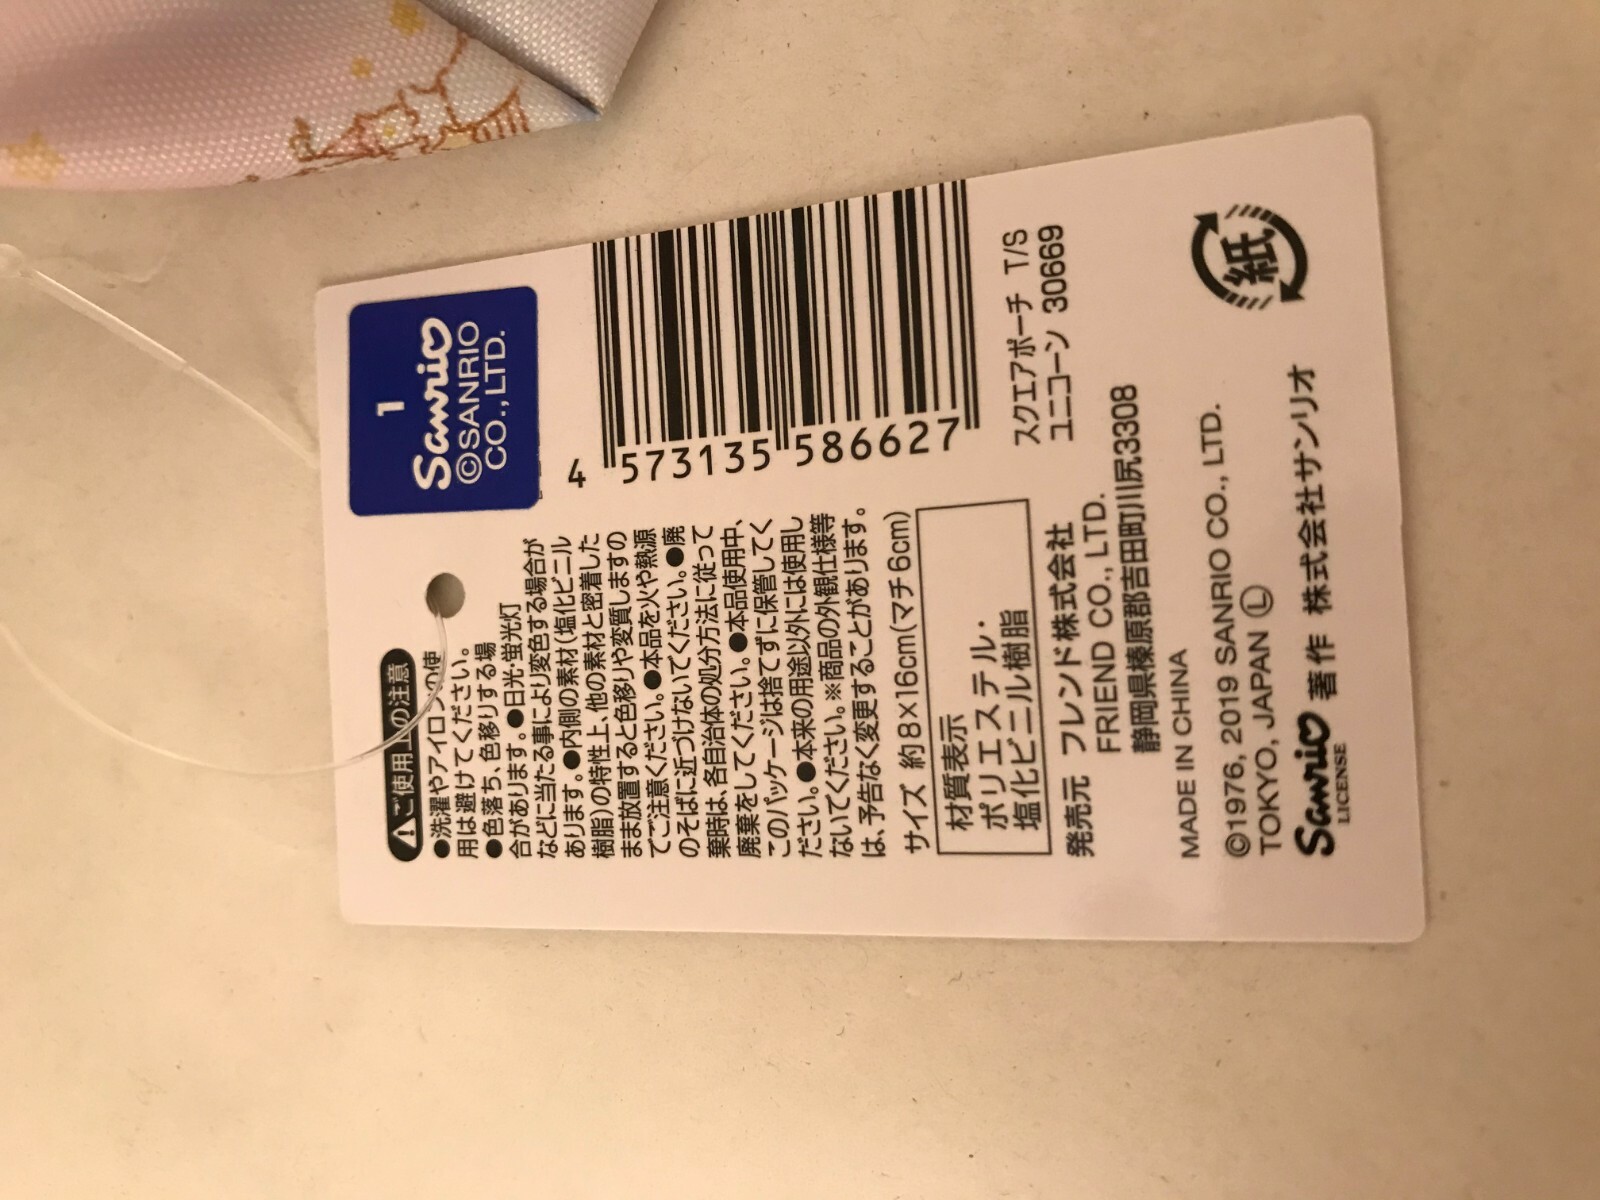 1
Sanrio
©SANRIO
CO.,LTD.
4 573135 586627
スクエアポーチ T/S
ユニコーン 30669
ご使用上の注意
●洗濯やアイロンの使
用は避けてください。
●色落ち、色移りする場
合があります。●日光・蛍光灯
などに当たる事により変色する場合が
あります。●内側の素材(塩化ビニル
樹脂)の特性上、他の素材と密着した
まま放置すると色移りや変質しますの
でご注意ください。●本品を火や熱源
のそばに近づけないでください。●廃
棄時は、各自治体の処分方法に従って
廃棄をしてください。●本品使用中、
このパッケージは捨てずに保管してく
ださい。●本来の用途以外には使用し
ないでください。※商品の外観仕様等
は、予告なく変更することがあります。
サイズ 約8×16cm(マチ6cm)
材質表示
ポリエステル・
塩化ビニル樹脂
発売元 フレンド株式会社
FRIEND CO., LTD.
静岡県榛原郡吉田町川尻3308
MADE IN CHINA
©1976, 2019 SANRIO CO., LTD.
TOKYO, JAPAN Ⓛ
Sanrio 著作 株式会社サンリオ
LICENSE
紙